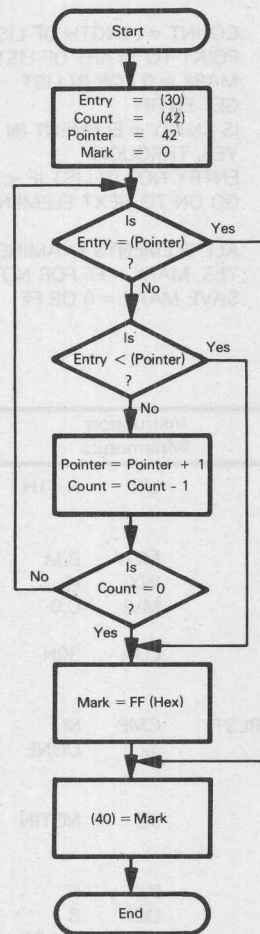 Start
Entry = (30)
Count = (42)
Pointer 42
Mark
Is
Entry = (Pointer)
Yes
No
Is
Entry < (Pointer)
?
Yes
No
Pointer = Pointer + 1
Count = Count - 1
Is
Count = 0
No
Yes
Mark = FF (Hex)
(40) = Mark
End